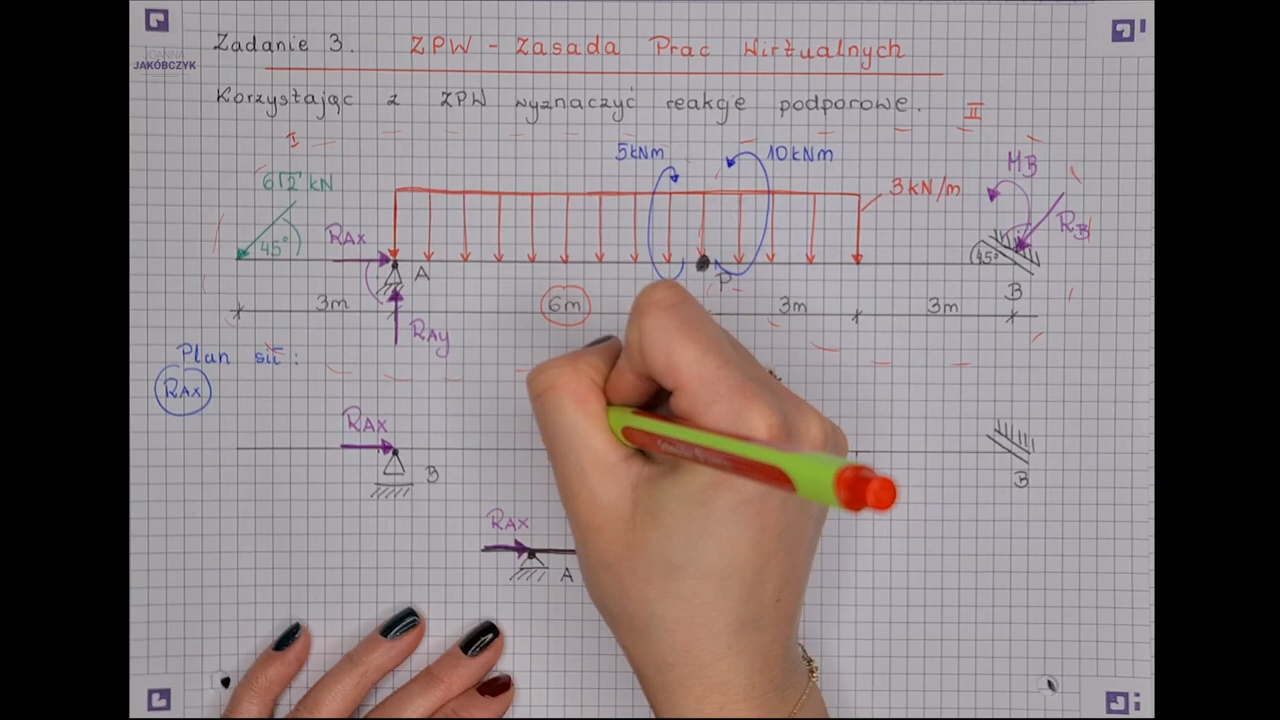 Zadanie 3. ZPW - Zasada Prac Wirtualnych
JOANNA
JAKÓBCZYK
Korzystając z ZPW wyznaczyć reakcje podporowe. II
I
5kNm 10kNm MB
6√2 kN 3kN/m
RAX RB
45° 45°
A P
B
3m 6m 3m 3m
RAy
Plan sił:
RAX
RAX
B B
RAX
A